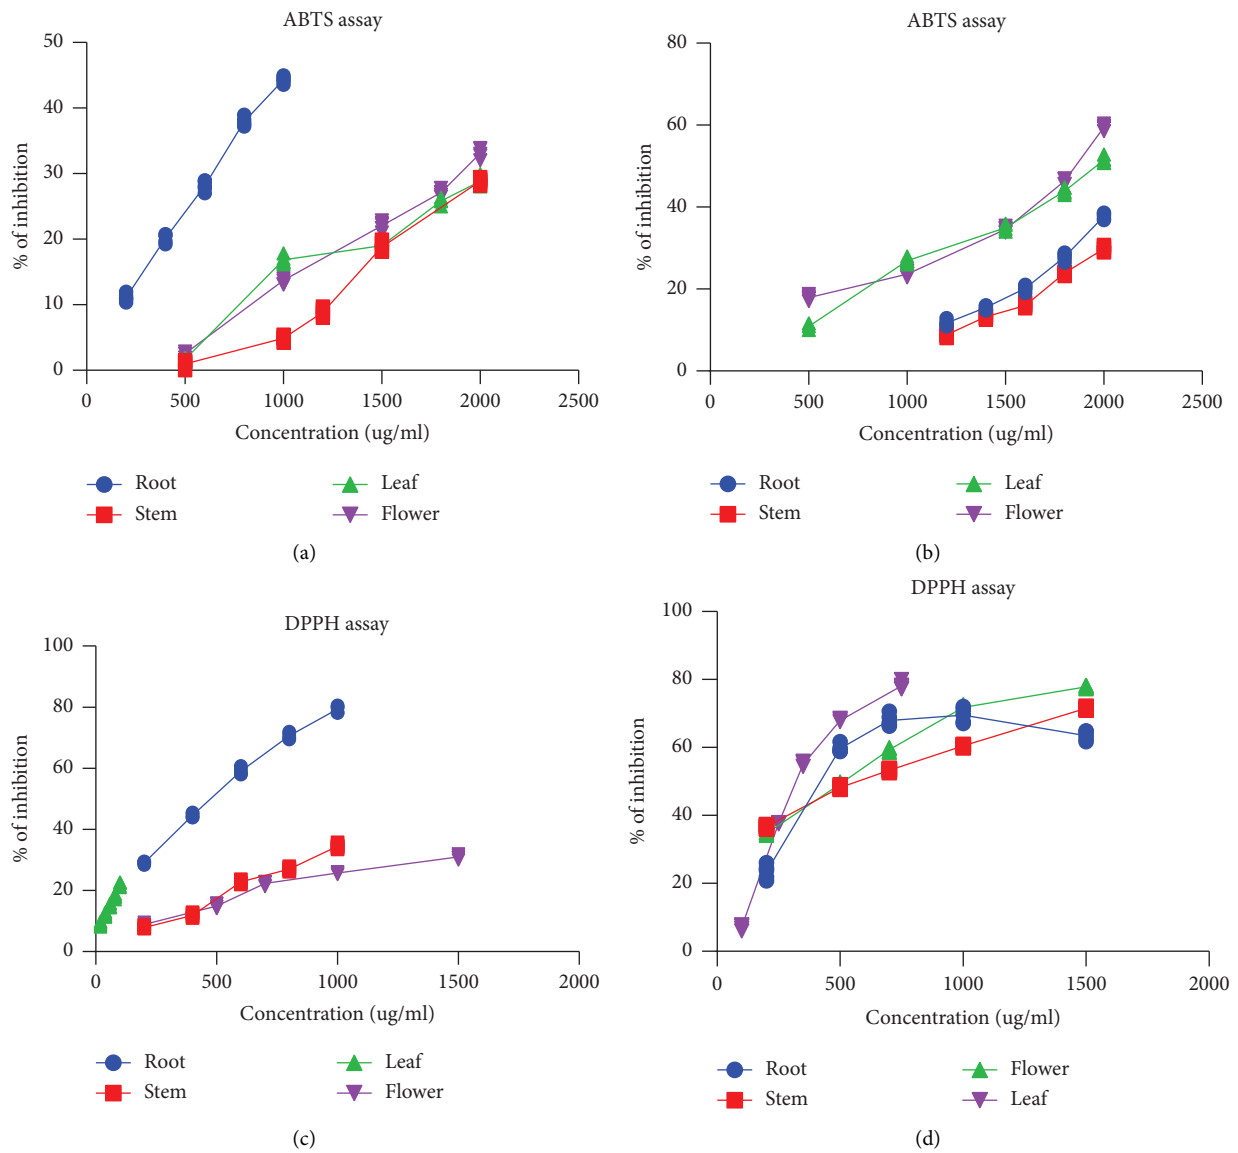 ABTS assay
% of inhibition
50
40
30
20
10
0
0 500 1000 1500 2000 2500
Concentration (ug/ml)
Root Leaf
Stem Flower
(a)
ABTS assay
% of inhibition
80
60
40
20
0
0 500 1000 1500 2000 2500
Concentration (ug/ml)
Root Leaf
Stem Flower
(b)
DPPH assay
% of inhibition
100
80
60
40
20
0
0 500 1000 1500 2000
Concentration (ug/ml)
Root Leaf
Stem Flower
(c)
DPPH assay
% of inhibition
100
80
60
40
20
0
0 500 1000 1500 2000
Concentration (ug/ml)
Root Flower
Stem Leaf
(d)